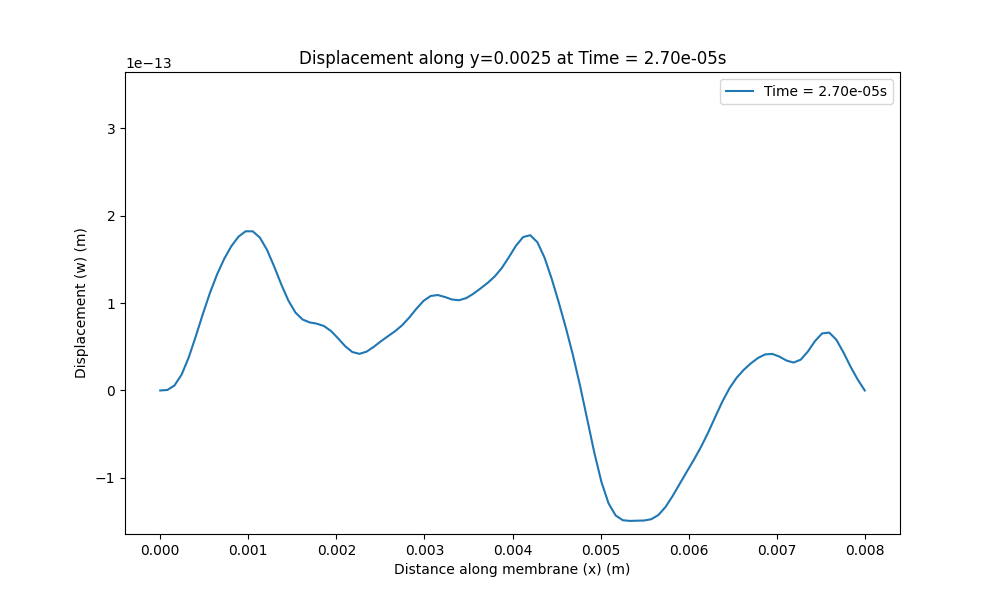 Displacement along y=0.0025 at Time = 2.70e-05s
1e−13
Time = 2.70e-05s
3
2
1
0
−1
Displacement (w) (m)
0.000 0.001 0.002 0.003 0.004 0.005 0.006 0.007 0.008
Distance along membrane (x) (m)